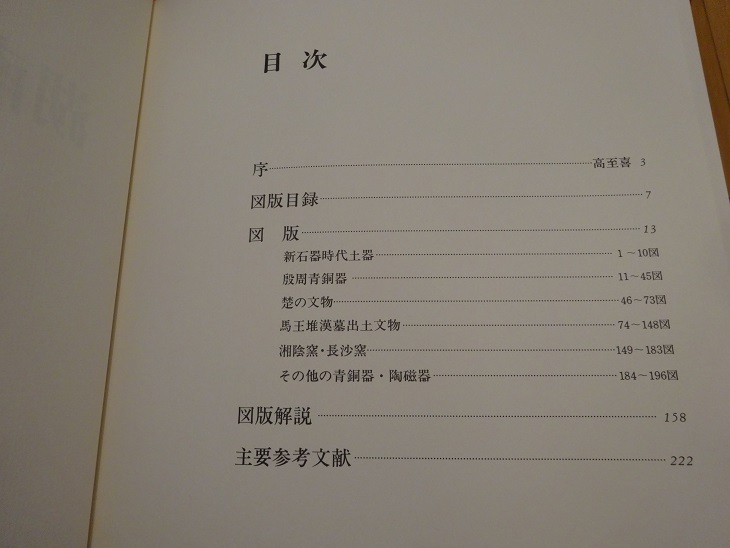 目次
序 高至喜 3
図版目録 7
図 版 13
新石器時代土器 1〜10図
殷周青銅器 11〜45図
楚の文物 46〜73図
馬王堆漢墓出土文物 74〜148図
湘陰窯・長沙窯 149〜183図
その他の青銅器・陶磁器 184〜196図
図版解説 158
主要参考文献 222